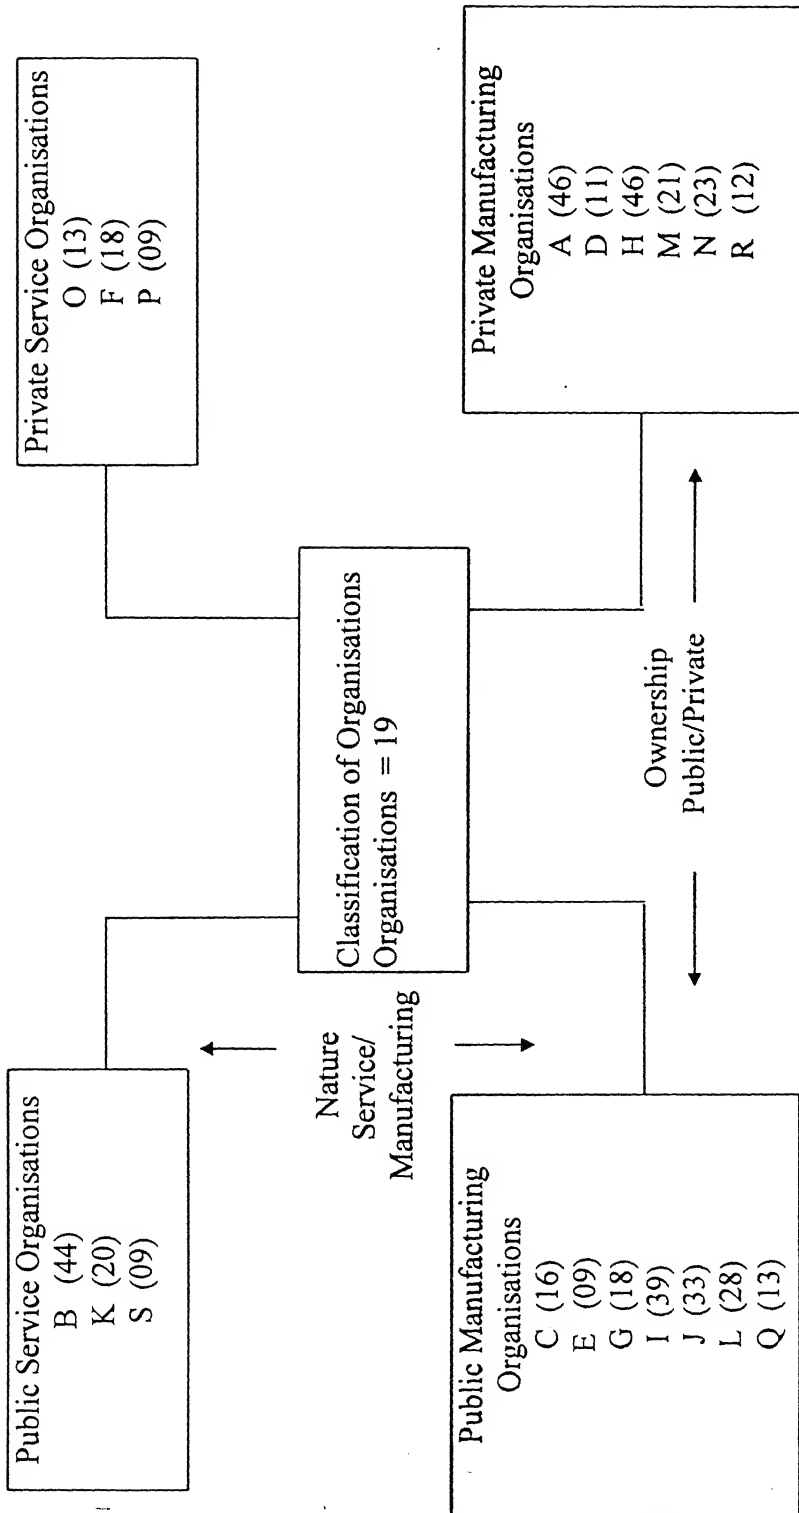 Public Service Organisations
B (44)
K (20)
S (09)
Private Service Organisations
O (13)
F (18)
P (09)
Nature
Service/
Manufacturing
Classification of Organisations
Organisations = 19
Public Manufacturing
Organisations
C (16)
E (09)
G (18)
I (39)
J (33)
L (28)
Q (13)
Ownership
Public/Private
Private Manufacturing
Organisations
A (46)
D (11)
H (46)
M (21)
N (23)
R (12)